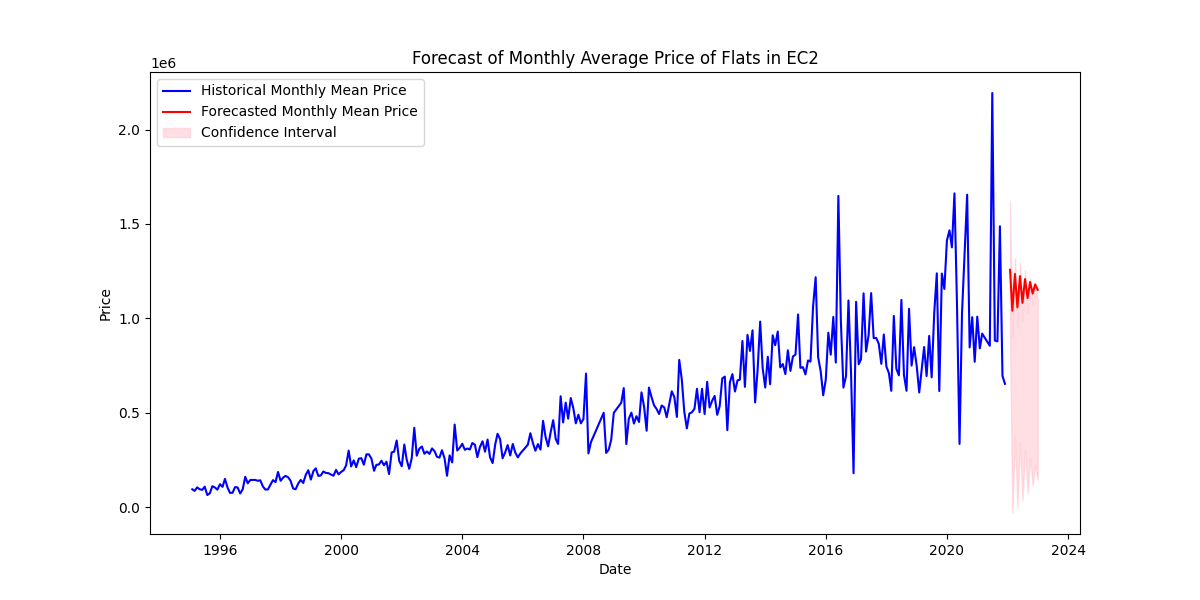 Forecast of Monthly Average Price of Flats in EC2
1e6
Historical Monthly Mean Price
Forecasted Monthly Mean Price
Confidence Interval
2.0
1.5
1.0
0.5
0.0
Price
1996 2000 2004 2008 2012 2016 2020 2024
Date